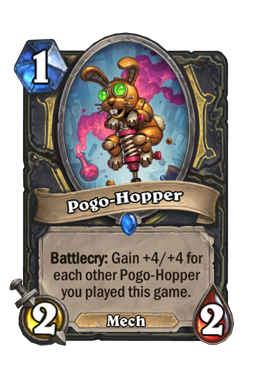 1
Pogo-Hopper
Battlecry: Gain +4/+4 for
each other Pogo-Hopper
you played this game.
2 Mech 2